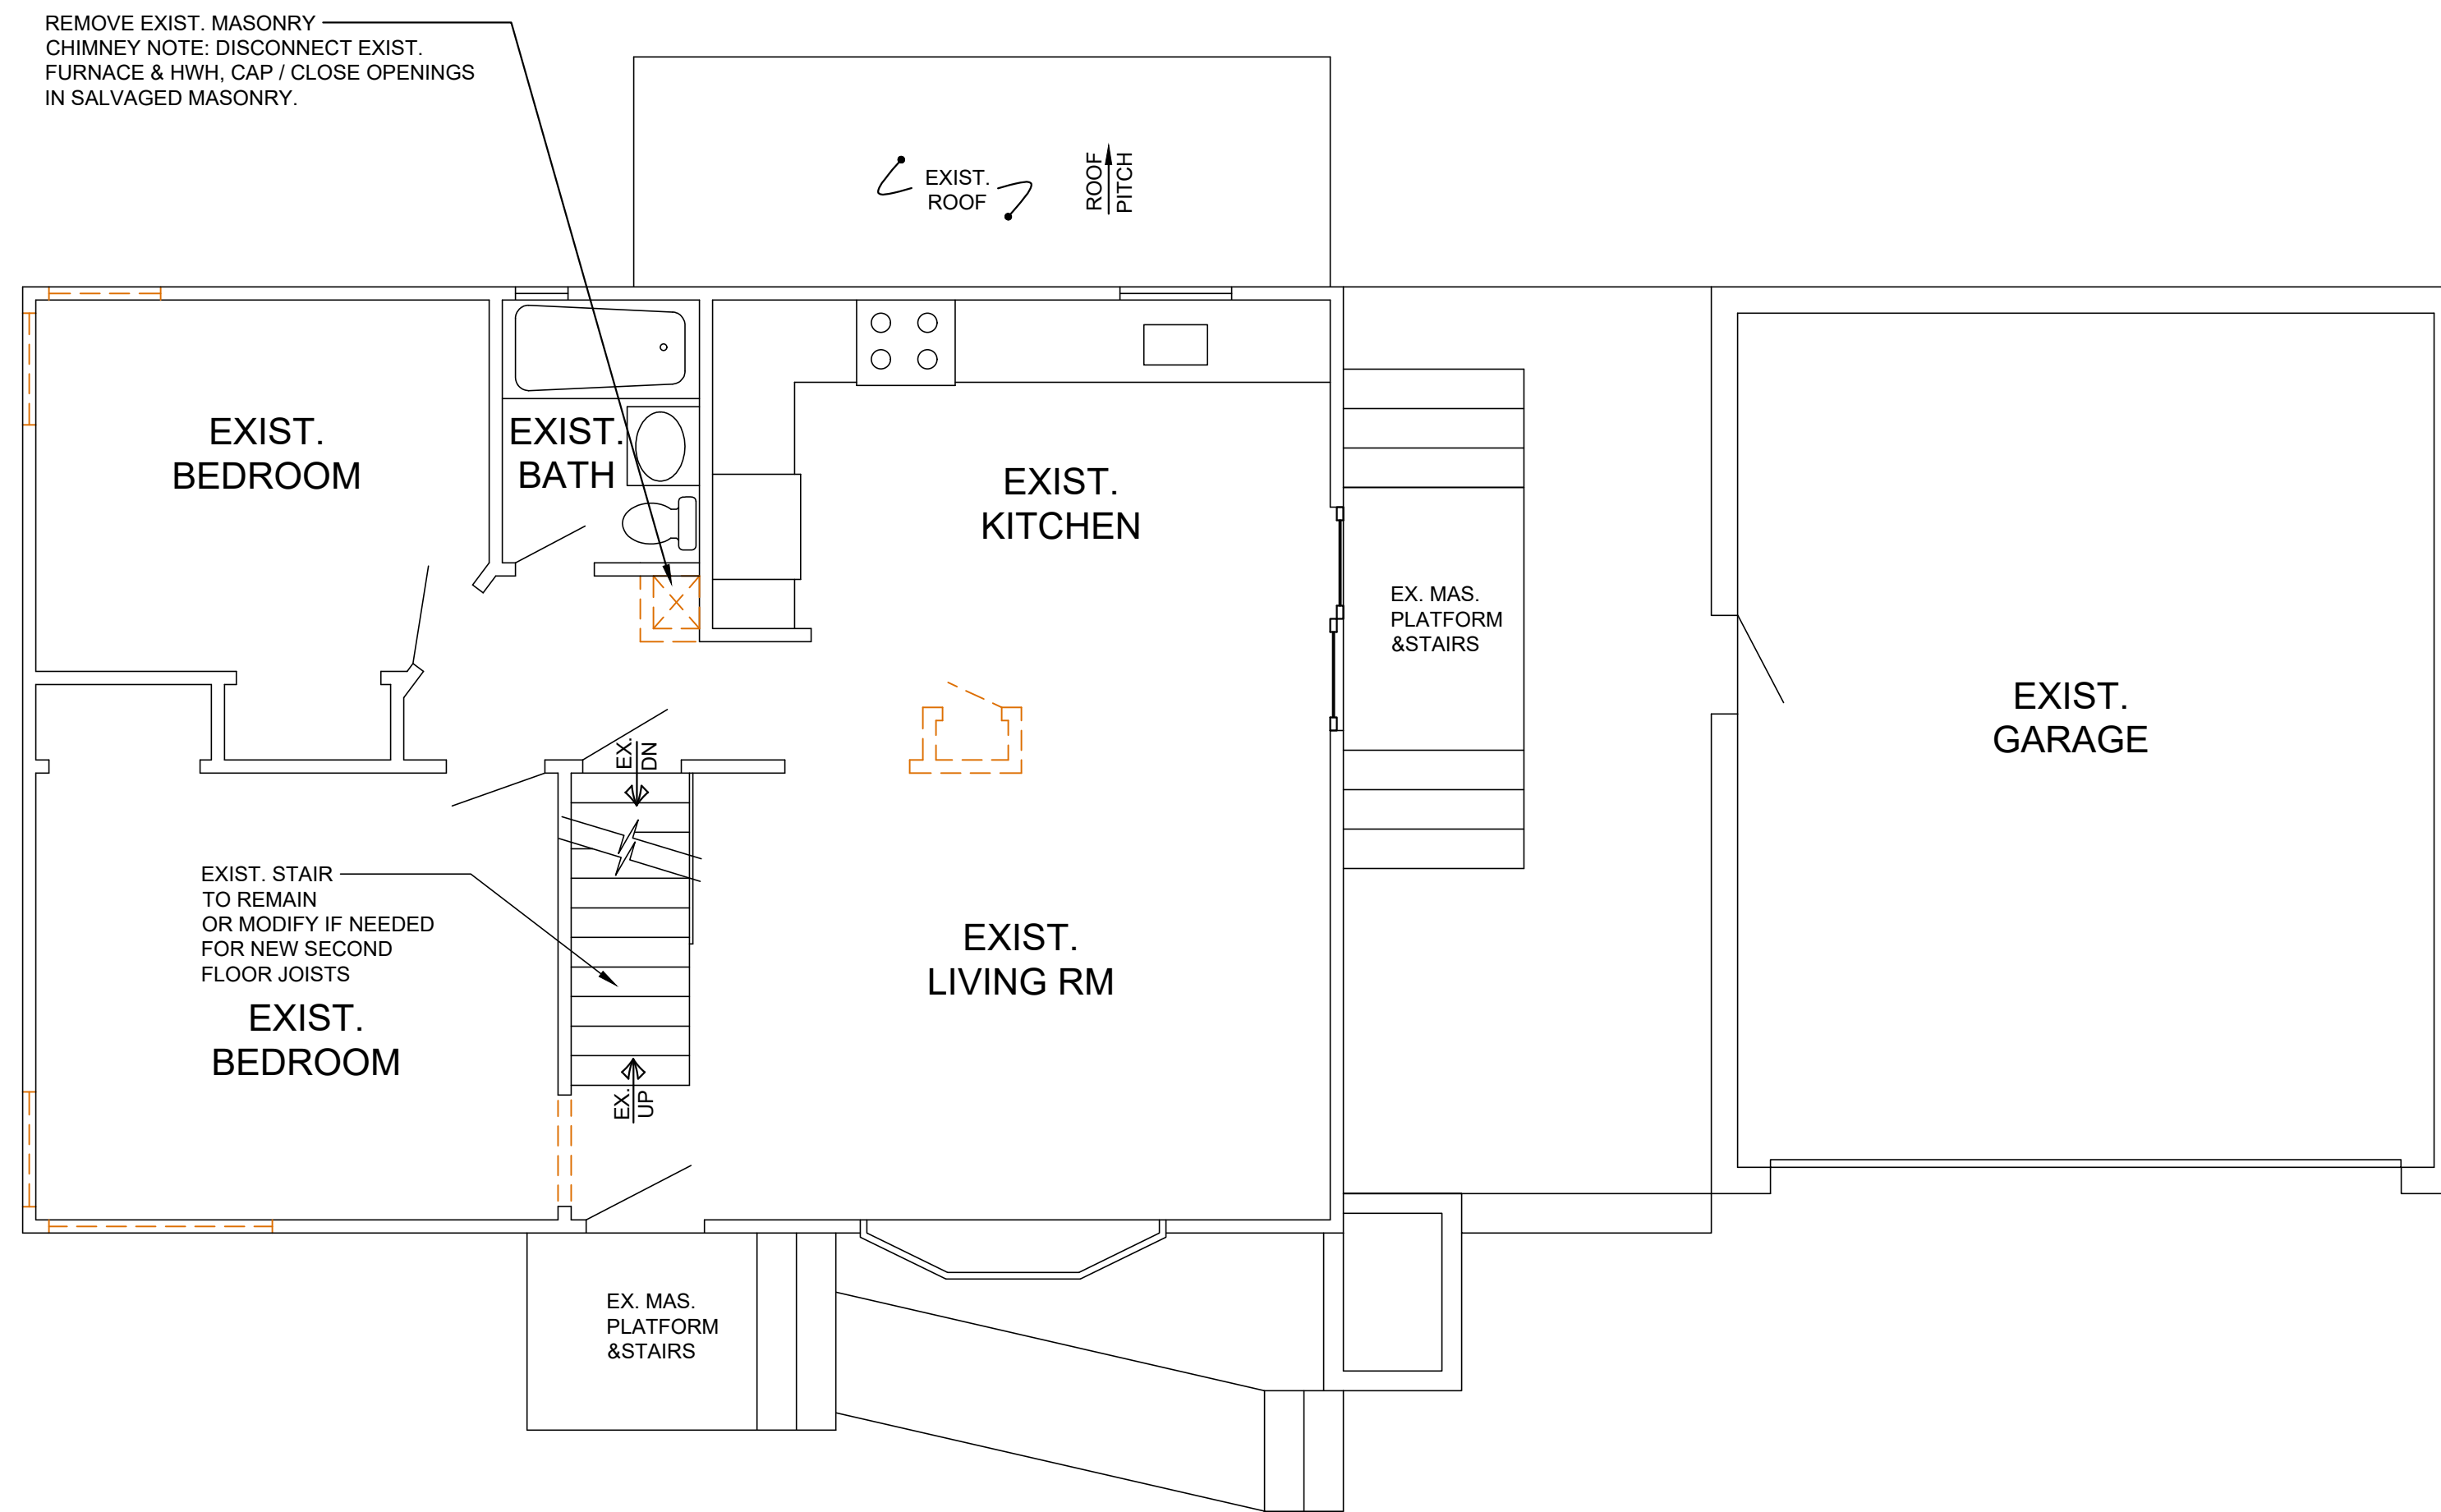 REMOVE EXIST. MASONRY
CHIMNEY NOTE: DISCONNECT EXIST.
FURNACE & HWH, CAP / CLOSE OPENINGS
IN SALVAGED MASONRY.
EXIST.
ROOF
ROOF
PITCH
EXIST.
BEDROOM
EXIST.
BATH
EXIST.
KITCHEN
EX. MAS.
PLATFORM
&STAIRS
EXIST.
GARAGE
EX.
DN
EXIST. STAIR
TO REMAIN
OR MODIFY IF NEEDED
FOR NEW SECOND
FLOOR JOISTS
EXIST.
BEDROOM
EXIST.
LIVING RM
EX.
UP
EX. MAS.
PLATFORM
&STAIRS